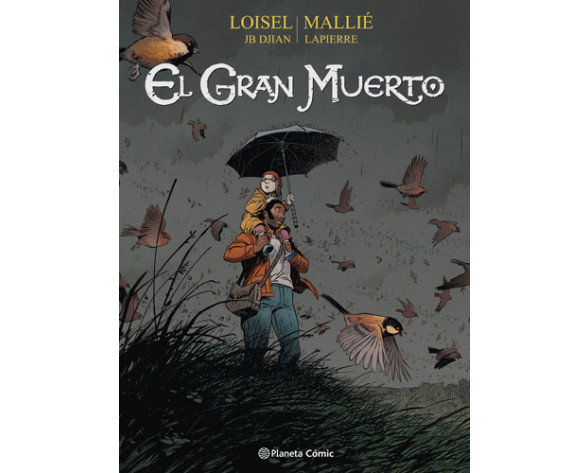 LOISEL | MALLIÉ
JB DJIAN | LAPIERRE
EL GRAN MUERTO
Planeta Cómic